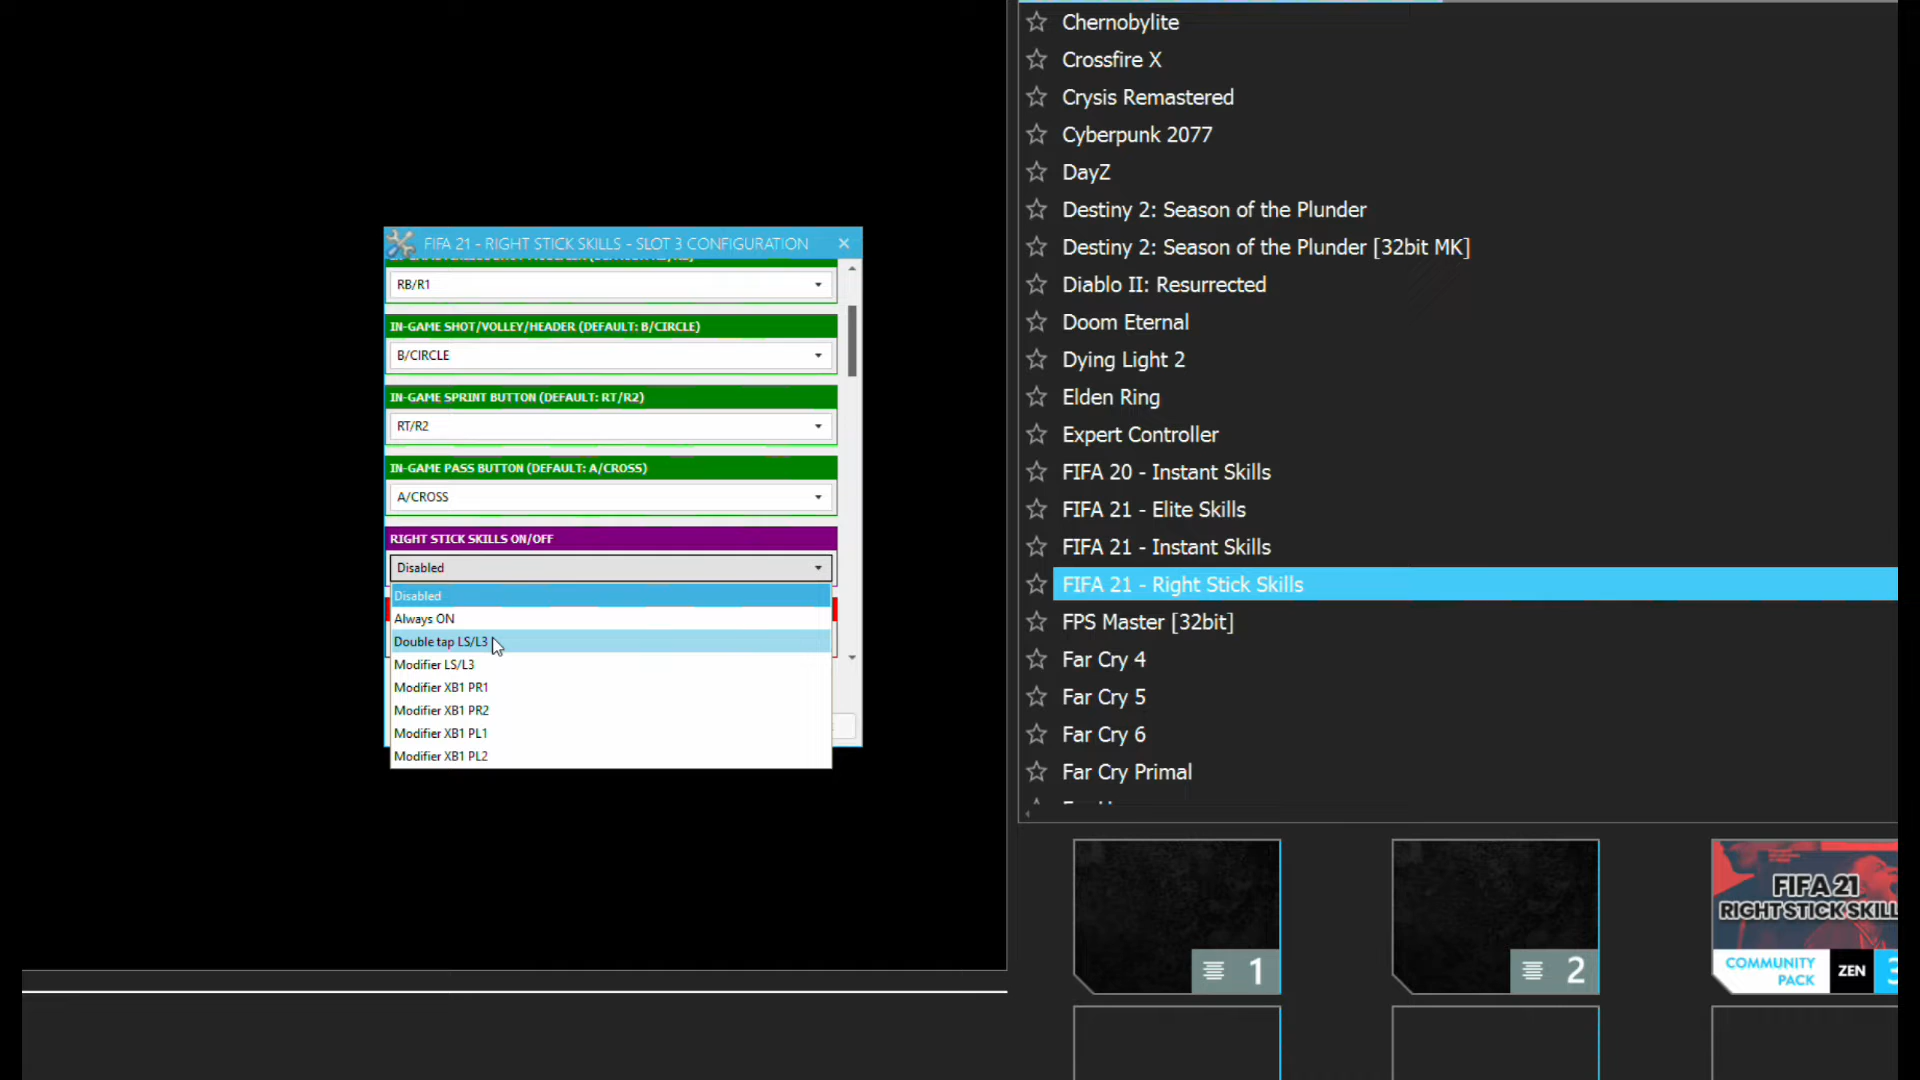 FIFA 21 - RIGHT STICK SKILLS - SLOT 3 CONFIGURATION
RB/R1
IN-GAME SHOT/VOLLEY/HEADER (DEFAULT: B/CIRCLE)
B/CIRCLE
IN-GAME SPRINT BUTTON (DEFAULT: RT/R2)
RT/R2
IN-GAME PASS BUTTON (DEFAULT: A/CROSS)
A/CROSS
RIGHT STICK SKILLS ON/OFF
Disabled
Disabled
Always ON
Double tap LS/L3
Modifier LS/L3
Modifier XB1 PR1
Modifier XB1 PR2
Modifier XB1 PL1
Modifier XB1 PL2
Chernobylite
Crossfire X
Crysis Remastered
Cyberpunk 2077
DayZ
Destiny 2: Season of the Plunder
Destiny 2: Season of the Plunder [32bit MK]
Diablo II: Resurrected
Doom Eternal
Dying Light 2
Elden Ring
Expert Controller
FIFA 20 - Instant Skills
FIFA 21 - Elite Skills
FIFA 21 - Instant Skills
FIFA 21 - Right Stick Skills
FPS Master [32bit]
Far Cry 4
Far Cry 5
Far Cry 6
Far Cry Primal
1
2
FIFA 21
RIGHT STICK SKILL
COMMUNITY
PACK
ZEN
3